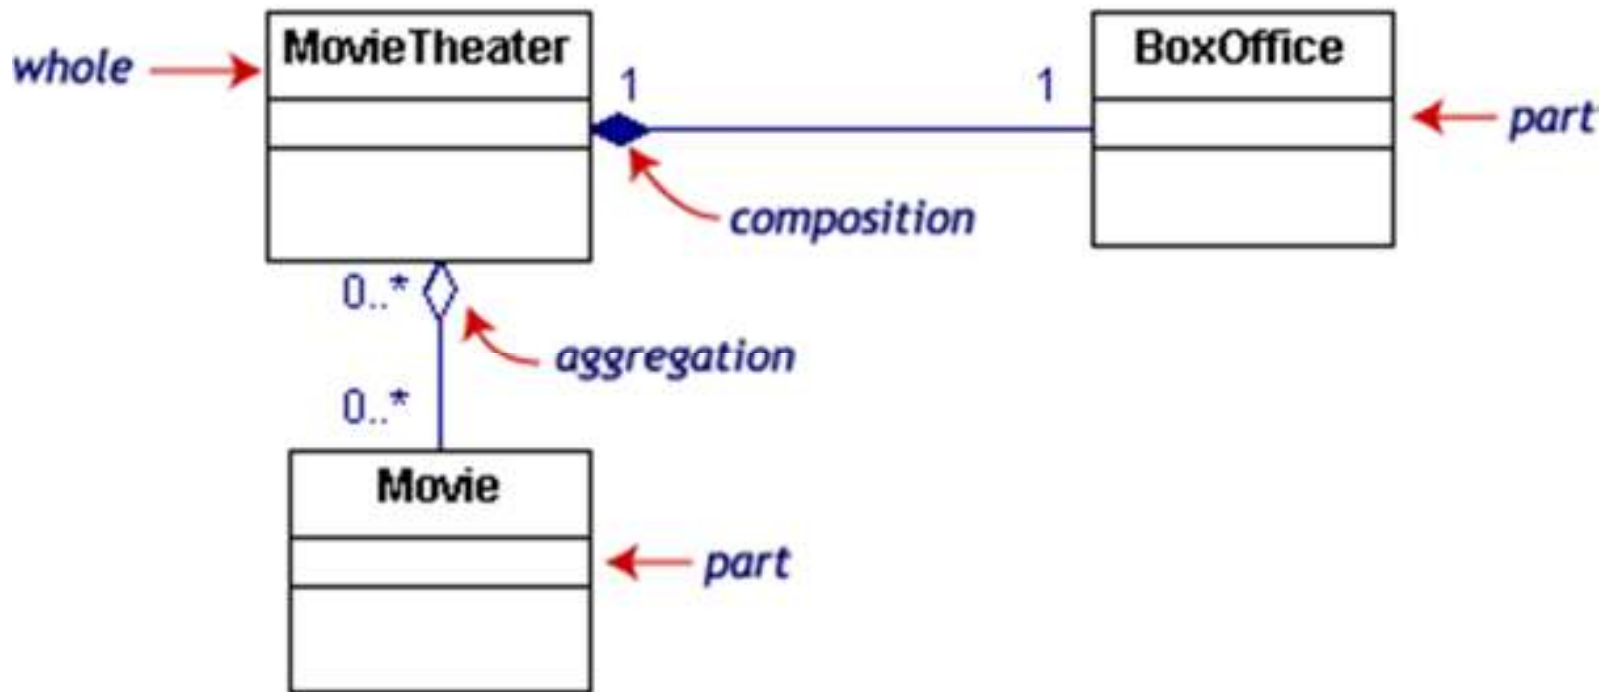 MovieTheater
BoxOffice
whole
1
1
part
composition
0..*
aggregation
0..*
Movie
part